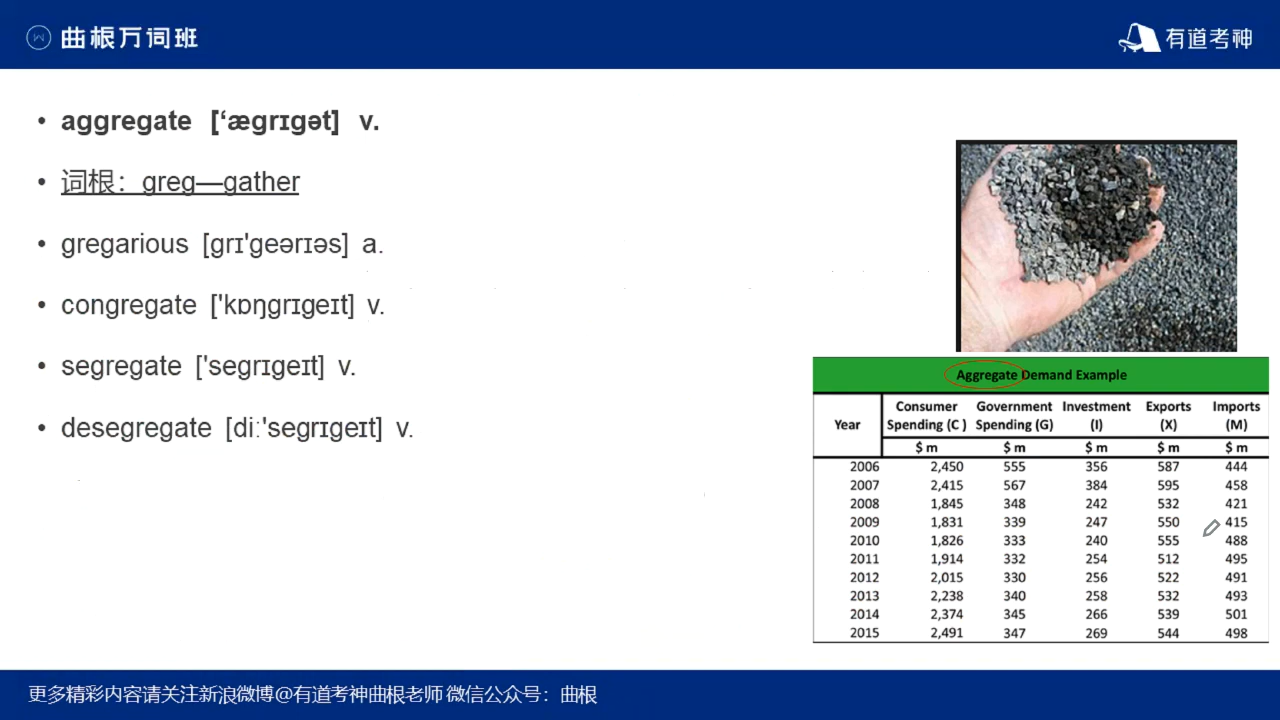 曲根万词班
有道考神
• aggregate [‘ægrɪgət] v.
• 词根：greg—gather
• gregarious [grɪ'geərɪəs] a.
• congregate ['kɒŋgrɪgeɪt] v.
• segregate ['segrɪgeɪt] v.
• desegregate [diː'segrɪgeɪt] v.
Aggregate Demand Example
Year Consumer Spending (C ) Government Spending (G) Investment (I) Exports (X) Imports (M)
$ m $ m $ m $ m $ m
2006 2,450 555 356 587 444
2007 2,415 567 384 595 458
2008 1,845 348 242 532 421
2009 1,831 339 247 550 415
2010 1,826 333 240 555 488
2011 1,914 332 254 512 495
2012 2,015 330 256 522 491
2013 2,238 340 258 532 493
2014 2,374 345 266 539 501
2015 2,491 347 269 544 498
更多精彩内容请关注新浪微博@有道考神曲根老师 微信公众号：曲根